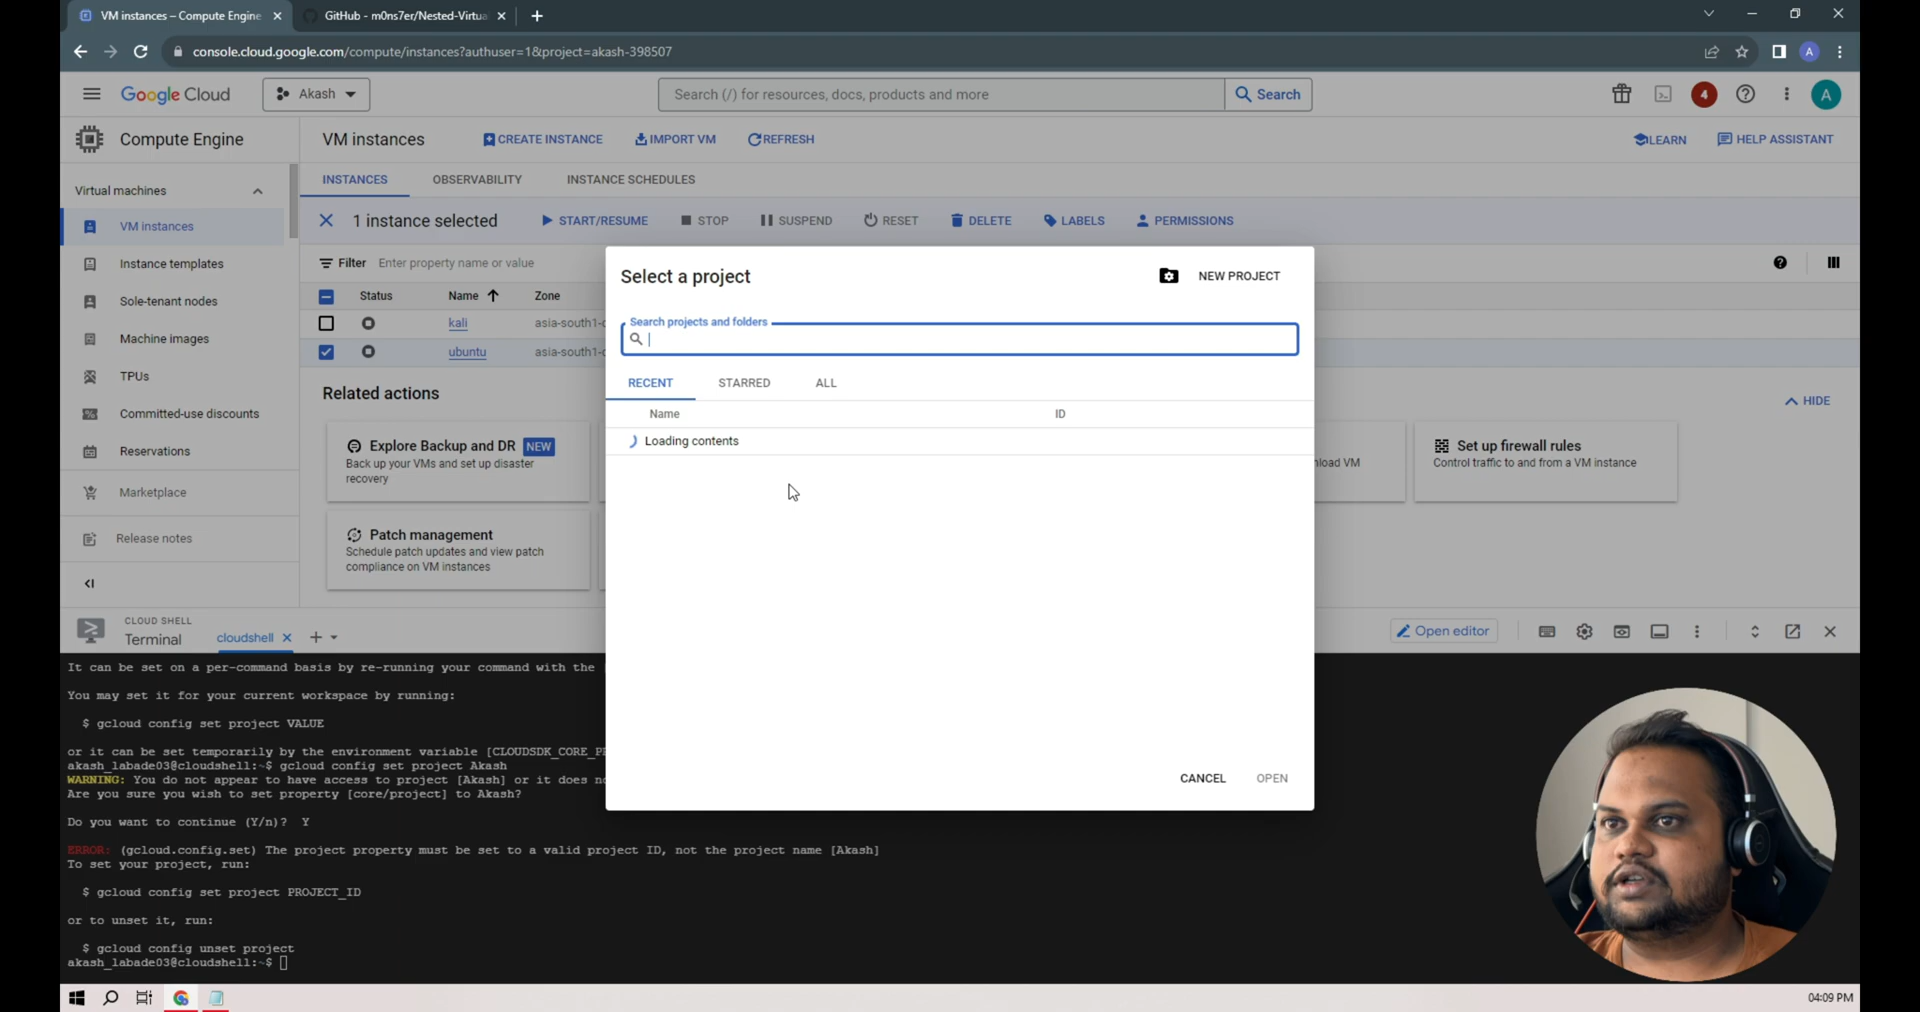 VM instances – Compute Engine
GitHub - m0ns7er/Nested-Virtua
console.cloud.google.com/compute/instances?authuser=1&project=akash-398507
A
Google Cloud
Akash
Search (/) for resources, docs, products and more
Search
4
A
Compute Engine
VM instances
CREATE INSTANCE
IMPORT VM
REFRESH
LEARN
HELP ASSISTANT
Virtual machines
INSTANCES
OBSERVABILITY
INSTANCE SCHEDULES
VM instances
1 instance selected
START/RESUME
STOP
SUSPEND
RESET
DELETE
LABELS
PERMISSIONS
Instance templates
Filter
Enter property name or value
Select a project
NEW PROJECT
Sole-tenant nodes
Status
Name
Zone
kali
asia-south1-c
Search projects and folders
Machine images
ubuntu
asia-south1-c
TPUs
RECENT
STARRED
ALL
Related actions
HIDE
Committed-use discounts
Name
ID
Reservations
Explore Backup and DR NEW
Back up your VMs and set up disaster
recovery
Loading contents
load VM
Set up firewall rules
Control traffic to and from a VM instance
Marketplace
Release notes
Patch management
Schedule patch updates and view patch
compliance on VM instances
CLOUD SHELL
Terminal
cloudshell
Open editor
It can be set on a per-command basis by re-running your command with the
You may set it for your current workspace by running:
$ gcloud config set project VALUE
or it can be set temporarily by the environment variable [CLOUDSDK_CORE_PR
akash_labade03@cloudshell:~$ gcloud config set project Akash
WARNING: You do not appear to have access to project [Akash] or it does no
Are you sure you wish to set property [core/project] to Akash?
Do you want to continue (Y/n)? Y
ERROR: (gcloud.config.set) The project property must be set to a valid project ID, not the project name [Akash]
To set your project, run:
$ gcloud config set project PROJECT_ID
or to unset it, run:
$ gcloud config unset project
akash_labade03@cloudshell:~$
CANCEL
OPEN
04:09 PM